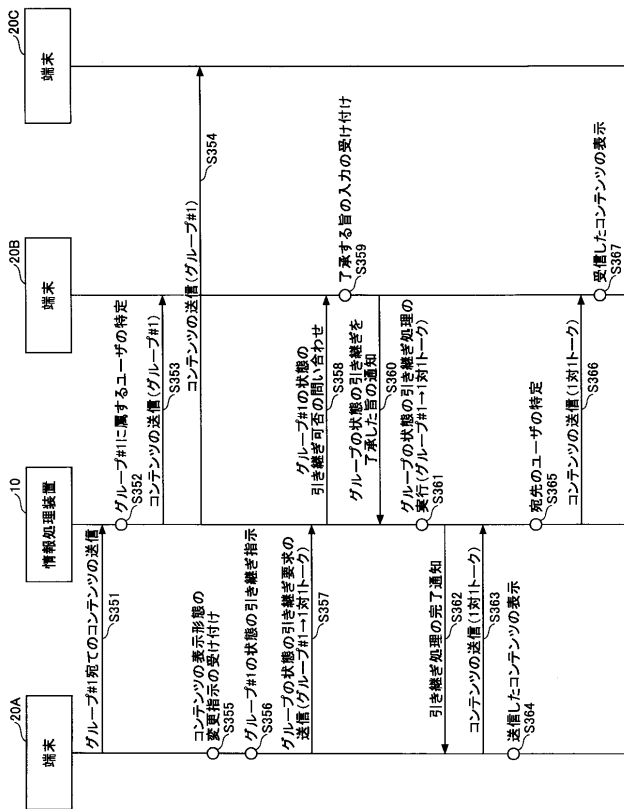 20A
端末
10
情報処理装置
20B
端末
20C
端末
グループ#1宛てのコンテンツの送信
S351
グループ#1に属するユーザの特定
S352
コンテンツの送信(グループ#1)
S353
コンテンツの送信(グループ#1)
S354
コンテンツの表示形態の
変更指示の受け付け
S355
グループ#1の状態の引き継ぎ指示
S356
グループの状態の引き継ぎ要求の
送信(グループ#1→1対1トーク)
S357
グループ#1の状態の
引き継ぎ可否の問い合わせ
S358
了承する旨の入力の受け付け
S359
グループの状態の引き継ぎを
了承した旨の通知
S360
グループの状態の引き継ぎ処理の
実行(グループ#1→1対1トーク)
S361
引き継ぎ処理の完了通知
S362
コンテンツの送信(1対1トーク)
S363
送信したコンテンツの表示
S364
宛先のユーザの特定
S365
コンテンツの送信(1対1トーク)
S366
受信したコンテンツの表示
S367